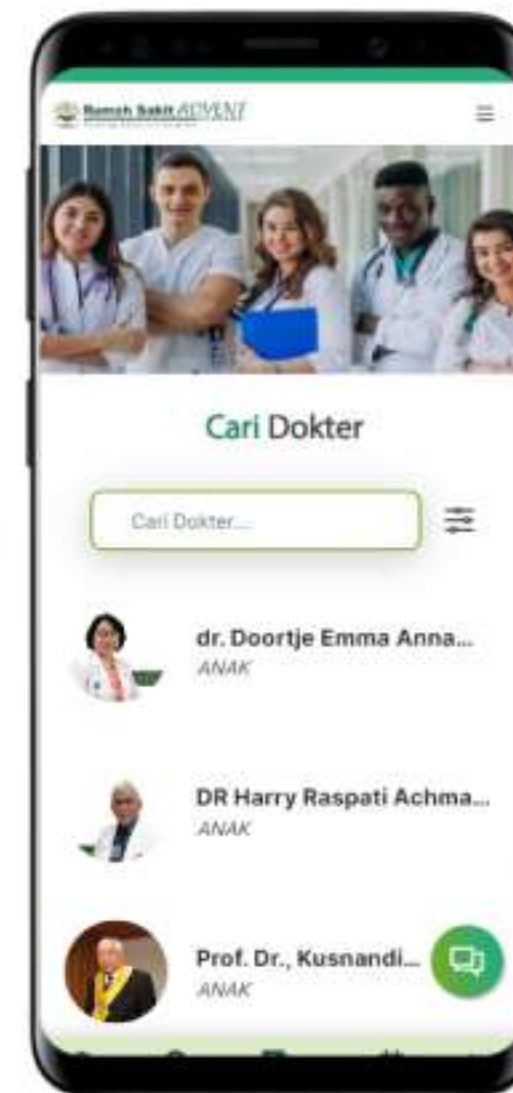 Rumah Sakit ADVENT
Cari Dokter
Cari Dokter...
dr. Doortje Emma Anna...
ANAK
DR Harry Raspati Achma...
ANAK
Prof. Dr., Kusnandi...
ANAK